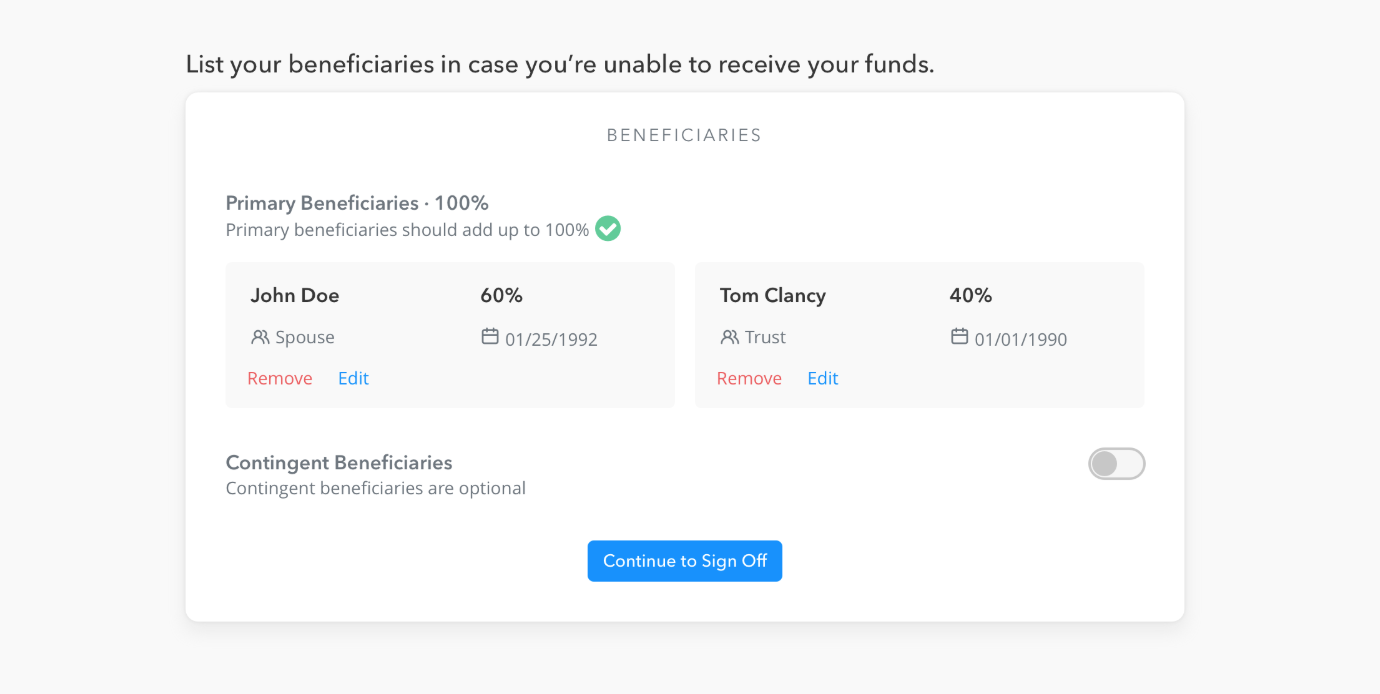 List your beneficiaries in case you’re unable to receive your funds.
BENEFICIARIES
Primary Beneficiaries · 100%
Primary beneficiaries should add up to 100%
John Doe 60%
Spouse 01/25/1992
Remove Edit
Tom Clancy 40%
Trust 01/01/1990
Remove Edit
Contingent Beneficiaries
Contingent beneficiaries are optional
Continue to Sign Off